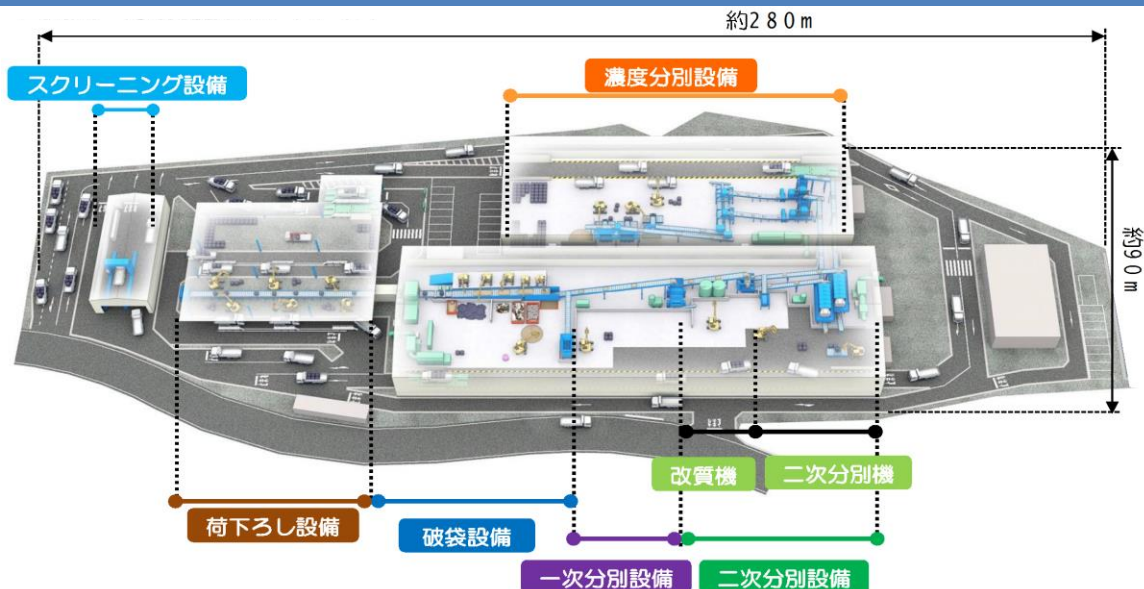 約280m
スクリーニング設備
濃度分別設備
約90m
改質機
二次分別機
荷下ろし設備
破袋設備
一次分別設備
二次分別設備